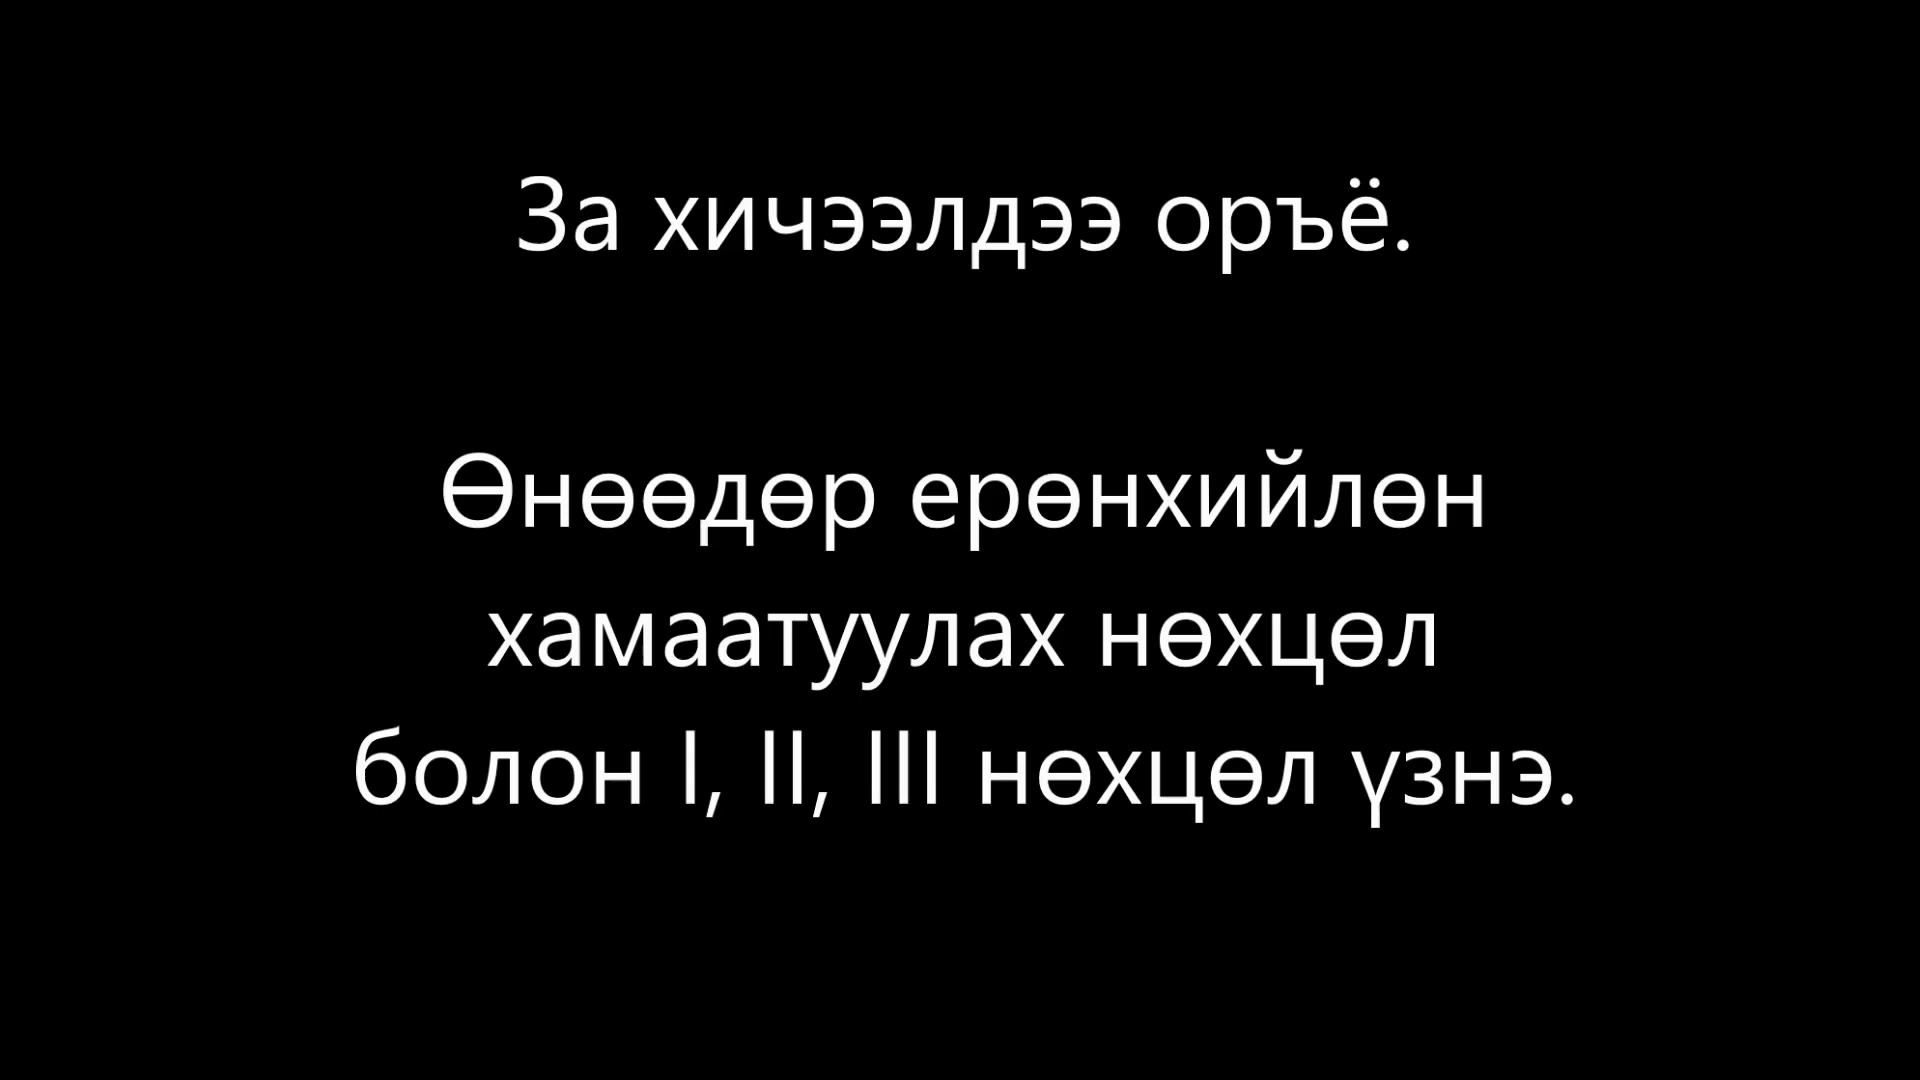 За хичээлдээ оръё.
Өнөөдөр ерөнхийлөн
хамаатуулах нөхцөл
болон I, II, III нөхцөл үзнэ.